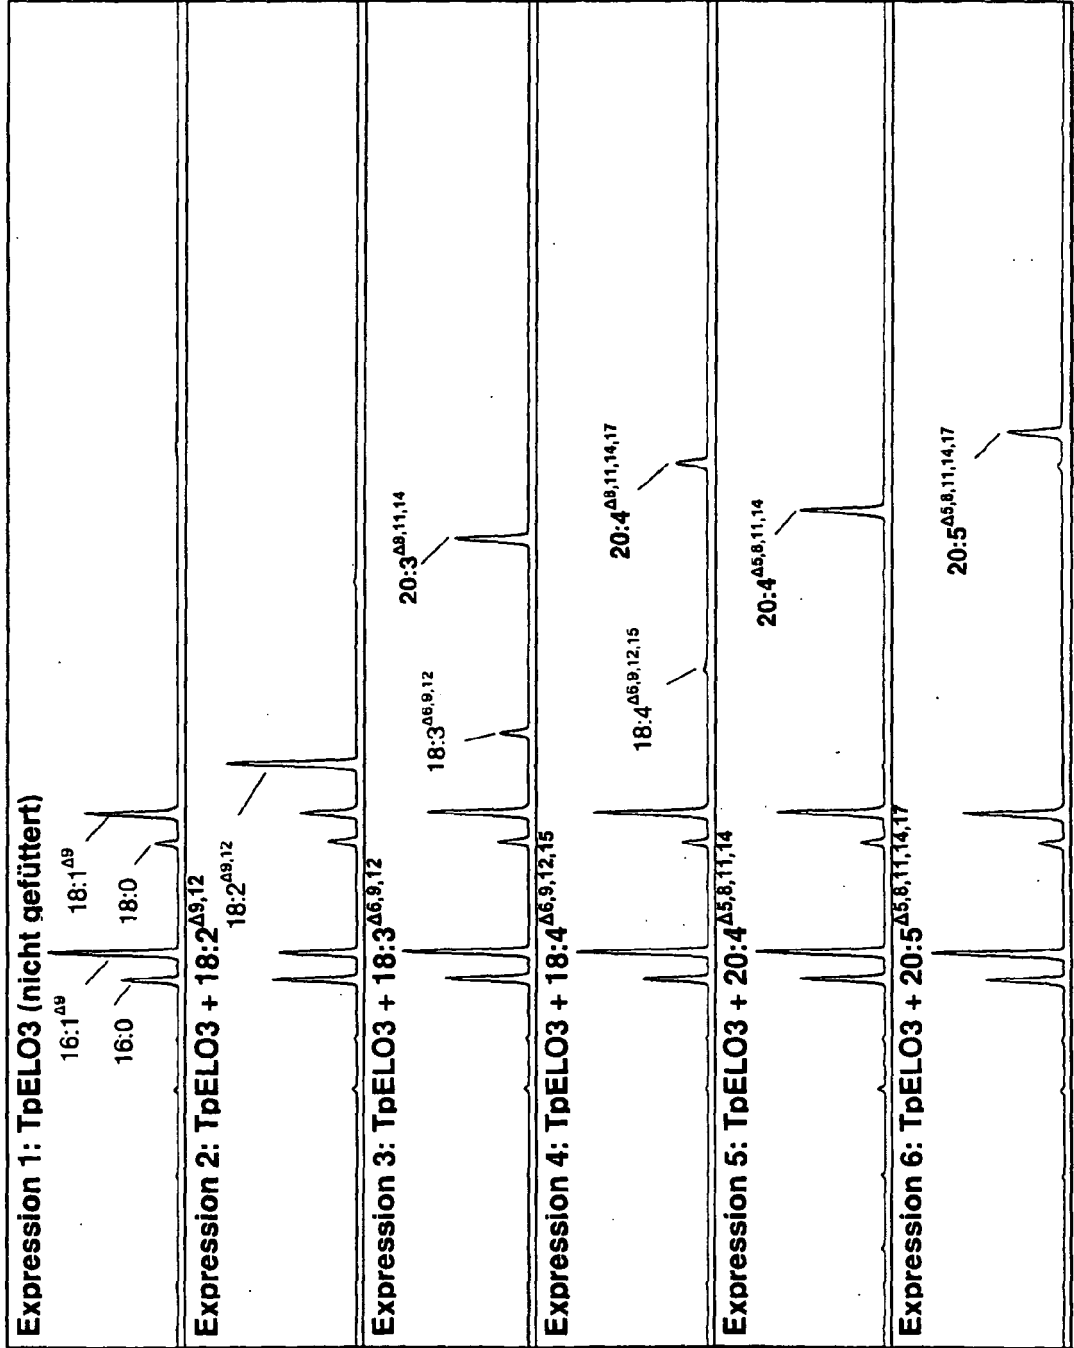 Expression 1: TpELO3 (nicht gefüttert)
16:1Δ9
16:0
18:1Δ9
18:0
Expression 2: TpELO3 + 18:2Δ9,12
18:2Δ9,12
Expression 3: TpELO3 + 18:3Δ6,9,12
18:3Δ6,9,12
20:3Δ8,11,14
Expression 4: TpELO3 + 18:4Δ6,9,12,15
18:4Δ6,9,12,15
20:4Δ8,11,14,17
Expression 5: TpELO3 + 20:4Δ5,8,11,14
20:4Δ5,8,11,14
Expression 6: TpELO3 + 20:5Δ5,8,11,14,17
20:5Δ5,8,11,14,17